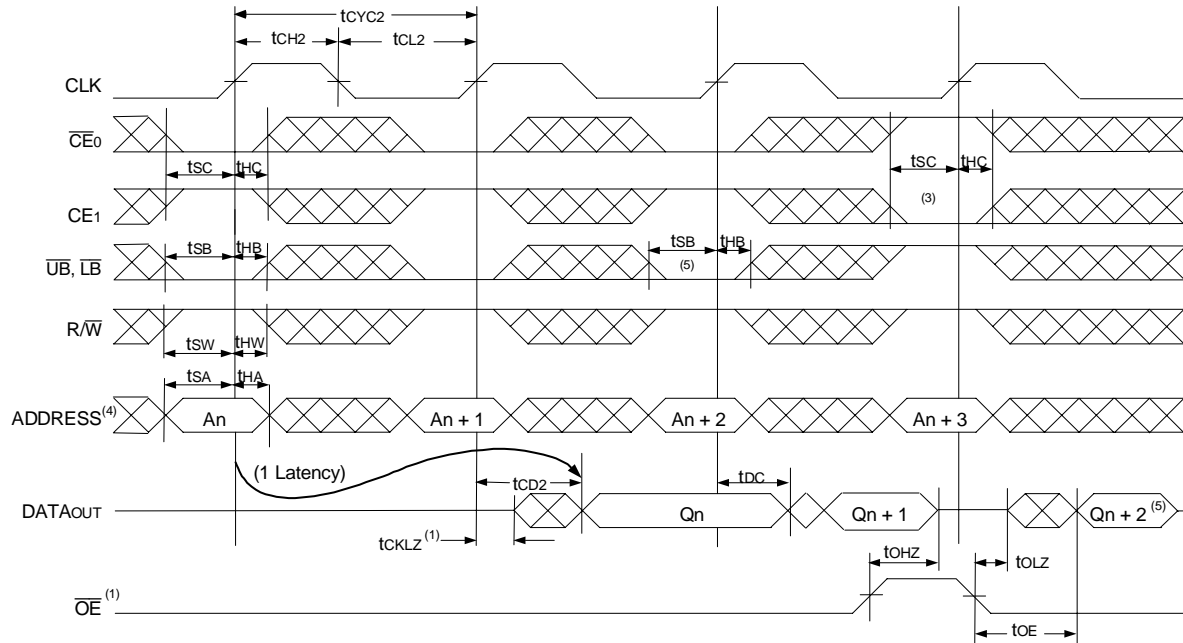 tCYC2
tCH2 tCL2
CLK
CE0
tSC tHC tSC tHC
CE1 (3)
tSB tHB tSB tHB
UB, LB (5)
R/W
tSW tHW
tSA tHA
ADDRESS(4) An An + 1 An + 2 An + 3
(1 Latency) tCD2 tDC
DATAOUT Qn Qn + 1 Qn + 2 (5)
tCKLZ(1) tOHZ tOLZ
OE (1)
tOE